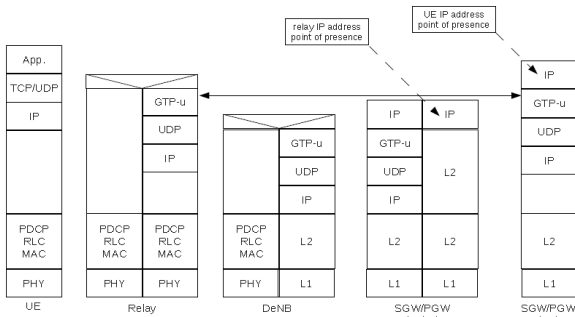 relay IP address
point of presence
UE IP address
point of presence
App.
TCP/UDP
IP
PDCP
RLC
MAC
PHY
UE
GTP-u
UDP
IP
PDCP
RLC
MAC
PDCP
RLC
MAC
PHY
PHY
Relay
GTP-u
UDP
IP
PDCP
RLC
MAC
L2
PHY
L1
DeNB
IP
IP
GTP-u
UDP
IP
L2
L2
L2
L1
L1
SGW/PGW
IP
GTP-u
UDP
IP
L2
L1
SGW/PGW